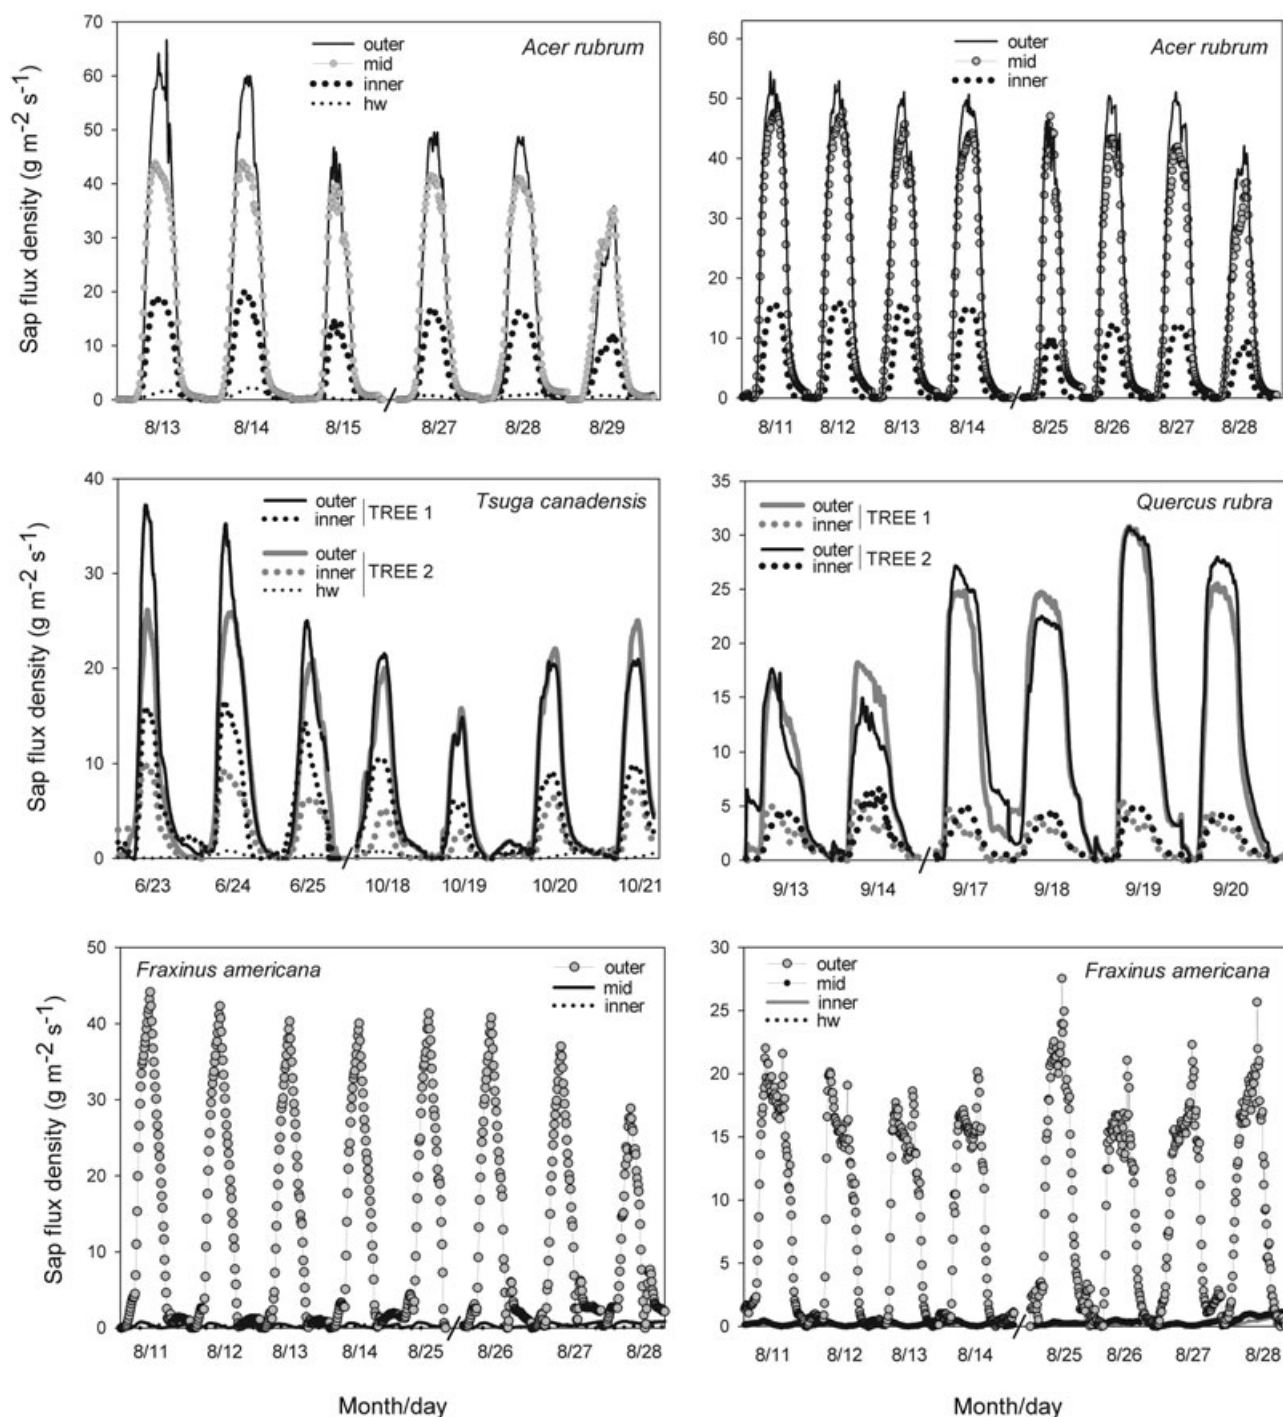 Sap flux density (g m-2 s-1)
70
60
50
40
30
20
10
0
outer
mid
inner
hw
Acer rubrum
8/13 8/14 8/15 8/27 8/28 8/29
60
50
40
30
20
10
0
outer
mid
inner
Acer rubrum
8/11 8/12 8/13 8/14 8/25 8/26 8/27 8/28
Sap flux density (g m-2 s-1)
40
30
20
10
0
outer
inner TREE 1
outer
inner TREE 2
hw
Tsuga canadensis
6/23 6/24 6/25 10/18 10/19 10/20 10/21
35
30
25
20
15
10
5
0
outer
inner TREE 1
outer
inner TREE 2
Quercus rubra
9/13 9/14 9/17 9/18 9/19 9/20
Sap flux density (g m-2 s-1)
50
40
30
20
10
0
Fraxinus americana
outer
mid
inner
8/11 8/12 8/13 8/14 8/25 8/26 8/27 8/28
Month/day
30
25
20
15
10
5
0
outer
mid
inner
hw
Fraxinus americana
8/11 8/12 8/13 8/14 8/25 8/26 8/27 8/28
Month/day